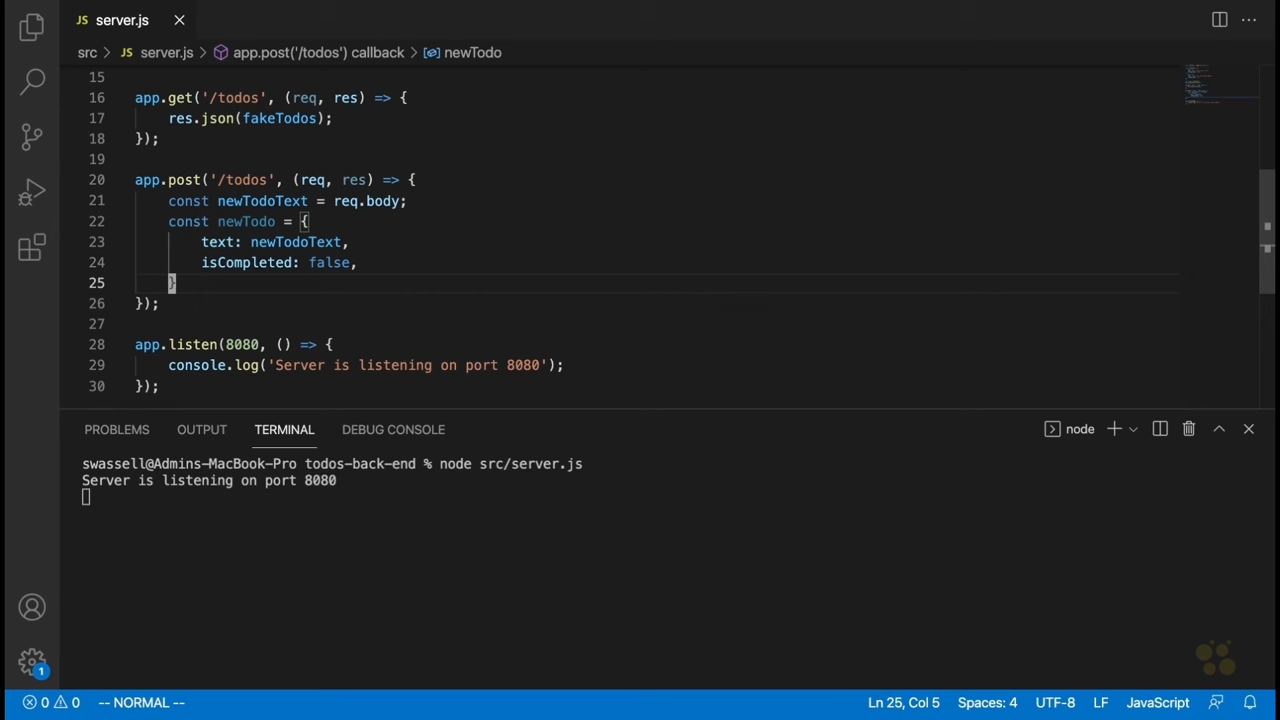 JS server.js
src > JS server.js > app.post('/todos') callback > newTodo
15
16 app.get('/todos', (req, res) => {
17     res.json(fakeTodos);
18 });
19
20 app.post('/todos', (req, res) => {
21     const newTodoText = req.body;
22     const newTodo = {
23         text: newTodoText,
24         isCompleted: false,
25     }
26 });
27
28 app.listen(8080, () => {
29     console.log('Server is listening on port 8080');
30 });
PROBLEMS OUTPUT TERMINAL DEBUG CONSOLE node
swassell@Admins-MacBook-Pro todos-back-end % node src/server.js
Server is listening on port 8080
1
0 0 -- NORMAL -- Ln 25, Col 5 Spaces: 4 UTF-8 LF JavaScript